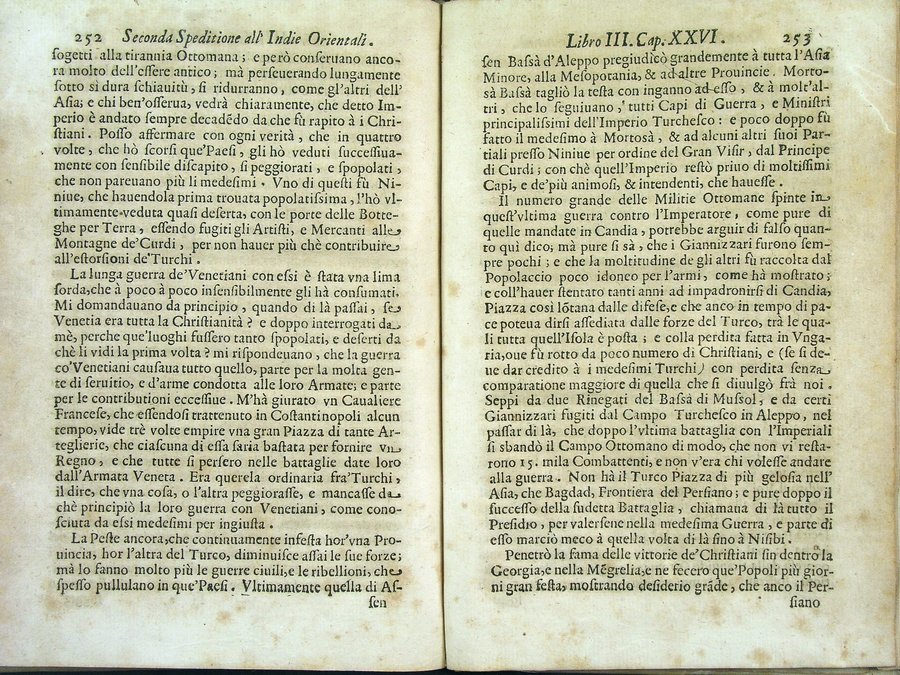 252 Seconda Speditione all' Indie Orientali.
sogetti alla tirannia Ottomana; e però conseruano anco-
ra molto dell'essere antico; mà perseuerando lungamente
sotto si dura schiauitù, si ridurranno, come gl'altri dell'
Asia; e chi ben'osserua, vedrà chiaramente, che detto Im-
perio è andato sempre decadēdo da che fù rapito à i Chri-
stiani. Posso affermare con ogni verità, che in quattro
volte, che hò scorsi que'Paesi, gli hò veduti successiua-
mente con sensibile discapito, si peggiorati, e spopolati,
che non pareuano più li medesimi. Vno di questi fù Ni-
niue, che hauendola prima trouata popolatissima, l'hò vl-
timamente veduta quasi deserta, con le porte delle Botte-
ghe per Terra, essendo fugiti gli Artisti, e Mercanti alle
Montagne de'Curdi, per non hauer più chè contribuire
all'estorsioni de'Turchi.
La lunga guerra de'Venetiani con essi è stata vna lima
sorda, che à poco à poco insensibilmente gli hà consumati.
Mi domandauano da principio, quando di là passai, se
Venetia era tutta la Christianità? e doppo interrogati da
mè, perche que'luoghi fussero tanto spopolati, e deserti da
chè li vidi la prima volta? mi rispondeuano, che la guerra
co'Venetiani causaua tutto quello, parte per la molta gen-
te di seruitio, e d'arme condotta alle loro Armate; e parte
per le contributioni eccessiue. M'hà giurato vn Caualiere
Francese, che essendosi trattenuto in Costantinopoli alcun
tempo, vide trè volte empire vna gran Piazza di tante Ar-
teglierie, che ciascuna di essa saria bastata per fornire vn
Regno, e che tutte si persero nelle battaglie date loro
dall'Armata Veneta. Era querela ordinaria fra'Turchi,
il dire, che vna cosa, o l'altra peggiorasse, e mancasse da
chè principiò la loro guerra con Venetiani, come cono-
sciuta da essi medesimi per ingiusta.
La Peste ancora, che continuamente infesta hor'vna Pro-
uincia, hor l'altra del Turco, diminuisce assai le sue forze;
mà lo fanno molto più le guerre ciuili, e le ribellioni, che
spesso pullulano in que'Paesi. Vltimamente quella di As-
sen
Libro III. Cap. XXVI. 253
sen Bassà d'Aleppo pregiudicò grandemente à tutta l'Asia
Minore, alla Mesopotania, & ad altre Prouincie. Morto-
sà Bassà tagliò la testa con inganno ad esso, & à molt'al-
tri, che lo seguiuano, tutti Capi di Guerra, e Ministri
principalissimi dell'Imperio Turchesco: e poco doppo fù
fatto il medesimo à Mortosà, & ad alcuni altri suoi Par-
tiali presso Niniue per ordine del Gran Visir, dal Principe
di Curdi; con chè quell'Imperio restò priuo di moltissimi
Capi, e de'più animosi, & intendenti, che hauesse.
Il numero grande delle Militie Ottomane spinte in
quest'vltima guerra contro l'Imperatore, come pure di
quelle mandate in Candia, potrebbe arguir di falso quan-
to quì dico; mà pure si sà, che i Giannizzari furono sem-
pre pochi; e che la moltitudine de gli altri fù raccolta dal
Popolaccio poco idoneo per l'armi, come hà mostrato;
e coll'hauer stentato tanti anni ad impadronirsi di Candia,
Piazza così lōtana dalle difese, e che anco in tempo di pa-
ce poteua dirsi assediata dalle forze del Turco, trà le qua-
li tutta quell'Isola è posta; e colla perdita fatta in Vnga-
ria, oue fù rotto da poco numero di Christiani, e (se si de-
ue dar credito à i medesimi Turchi) con perdita senza
comparatione maggiore di quella che si diuulgò frà noi.
Seppi da due Rinegati del Bassà di Mussol, e da certi
Giannizzari fugiti dal Campo Turchesco in Aleppo, nel
passar di là, che doppo l'vltima battaglia con l'Imperiali
si sbandò il Campo Ottomano di modo, che non vi resta-
rono 15. mila Combattenti, e non v'era chi volesse andare
alla guerra. Non hà il Turco Piazza di più gelosia nell'
Asia, che Bagdad, Frontiera del Persiano; e pure doppo il
successo della sudetta Battaglia, chiamana di là tutto il
Presidio, per valersene nella medesima Guerra, e parte di
esso marciò meco à quella volta di là sino à Nisibi.
Penetrò la fama delle vittorie de'Christiani sin dentro la
Georgia, e nella Mēgrelia, e ne fecero que'Popoli più gior-
ni gran festa, mostrando desiderio grāde, che anco il Per-
siano